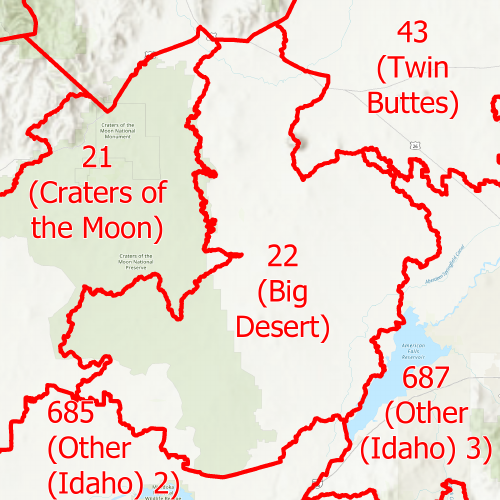 43
(Twin
Buttes)
Craters of the
Moon National
Monument
26
21
(Craters of
the Moon)
Craters of the
Moon National
Preserve
22
(Big
Desert)
Aberdeen Springfield Canal
American
Falls
Reservoir
687
(Other
(Idaho) 3)
685
(Other
(Idaho) 2)
Minidoka
Wildlife Refuge